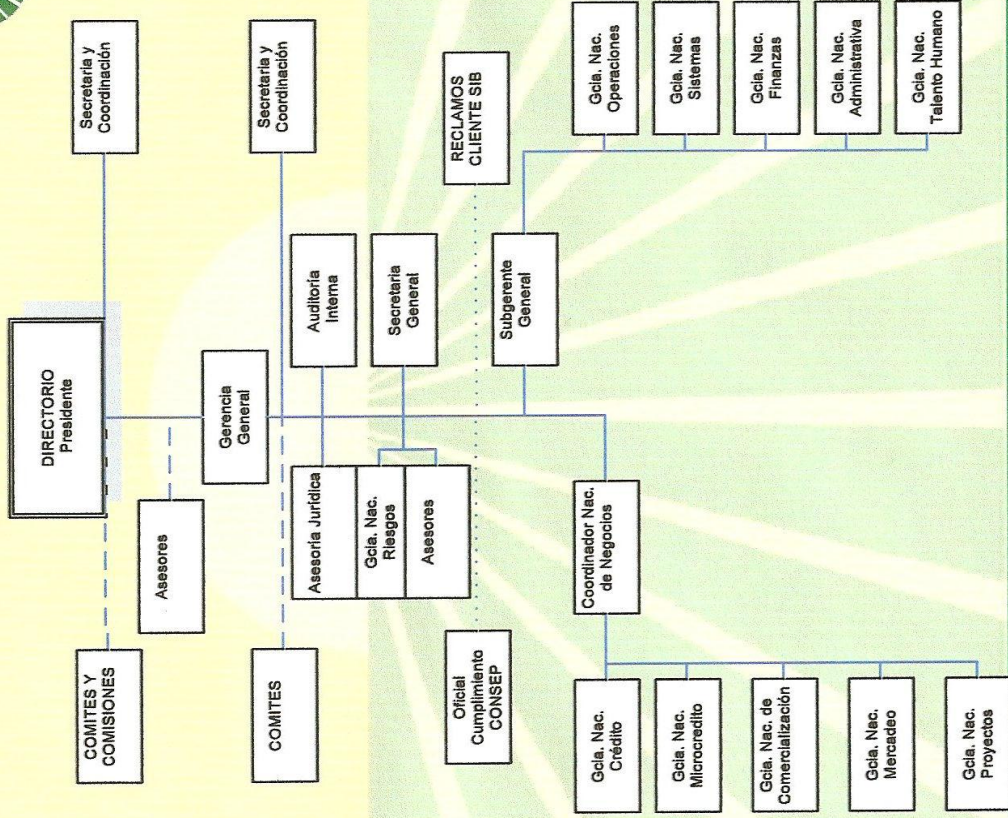 DIRECTORIO
Presidente
COMITES Y
COMISIONES
Secretaria y
Coordinación
Asesores
Gerencia
General
COMITES
Secretaria y
Coordinación
Asesoria Jurídica
Auditoria
Interna
Gcia. Nac.
Riesgos
Secretaria
General
Asesores
Oficial
Cumplimiento
CONSEP
RECLAMOS
CLIENTE SIB
Subgerente
General
Coordinador Nac.
de Negocios
Gcia. Nac.
Crédito
Gcia. Nac.
Microcredito
Gcia. Nac. de
Comercialización
Gcia. Nac.
Mercadeo
Gcia. Nac.
Proyectos
Gcia. Nac.
Operaciones
Gcia. Nac.
Sistemas
Gcia. Nac.
Finanzas
Gcia. Nac.
Administrativa
Gcia. Nac.
Talento Humano